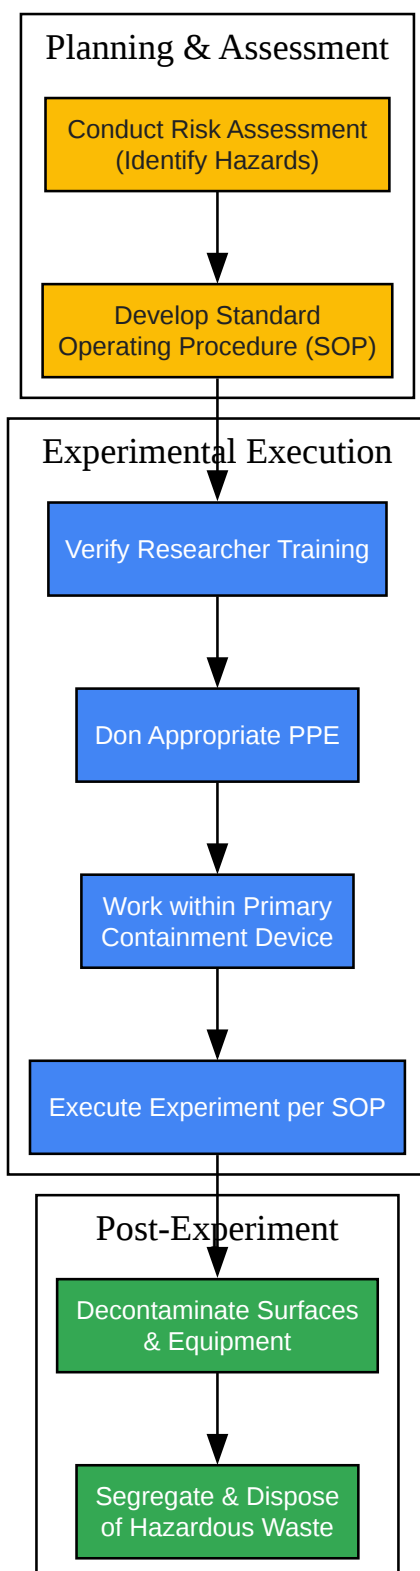 Planning & Assessment
Conduct Risk Assessment
(Identify Hazards)
Develop Standard
Operating Procedure (SOP)
Experimental Execution
Verify Researcher Training
Don Appropriate PPE
Work within Primary
Containment Device
Execute Experiment per SOP
Post-Experiment
Decontaminate Surfaces
& Equipment
Segregate & Dispose
of Hazardous Waste